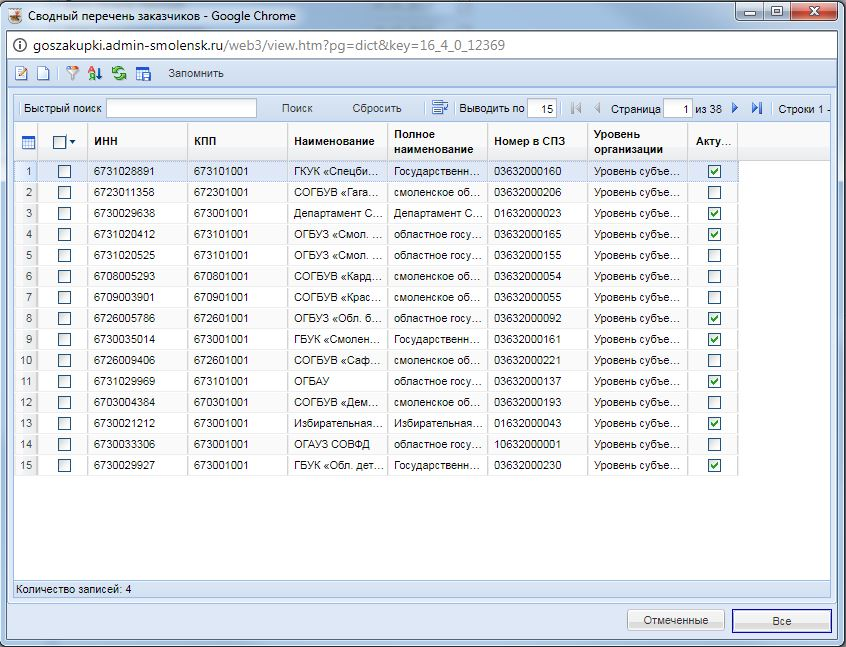 Сводный перечень заказчиков - Google Chrome
goszakupki.admin-smolensk.ru/web3/view.htm?pg=dict&key=16_4_0_12369
Запомнить
Быстрый поиск Поиск Сбросить Выводить по 15 Страница 1 из 38 Строки 1 -
ИНН КПП Наименование Полное наименование Номер в СПЗ Уровень организации Акту...
1 6731028891 673101001 ГКУК «Спецби... Государственн... 03632000160 Уровень субъе...
2 6723011358 672301001 СОГБУВ «Гага... смоленское об... 03632000206 Уровень субъе...
3 6730029638 673001001 Департамент С... Департамент С... 01632000023 Уровень субъе...
4 6731020412 673101001 ОГБУЗ «Смол. ... областное госу... 03632000165 Уровень субъе...
5 6731020525 673101001 ОГБУЗ «Смол. ... областное госу... 03632000155 Уровень субъе...
6 6708005293 670801001 СОГБУВ «Кард... смоленское об... 03632000054 Уровень субъе...
7 6709003901 670901001 СОГБУВ «Крас... смоленское об... 03632000055 Уровень субъе...
8 6726005786 672601001 ОГБУЗ «Обл. б... областное госу... 03632000092 Уровень субъе...
9 6730035014 673001001 ГБУК «Смолен... Государственн... 03632000161 Уровень субъе...
10 6726009406 672601001 СОГБУВ «Саф... смоленское об... 03632000221 Уровень субъе...
11 6731029969 673101001 ОГБАУ областное госу... 03632000137 Уровень субъе...
12 6703004384 670301001 СОГБУВ «Дем... смоленское об... 03632000193 Уровень субъе...
13 6730021212 673001001 Избирательная... Избирательная... 01632000043 Уровень субъе...
14 6730033306 673001001 ОГАУЗ СОВФД областное госу... 10632000001 Уровень субъе...
15 6730029927 673001001 ГБУК «Обл. дет... Государственн... 03632000230 Уровень субъе...
Количество записей: 4
Отмеченные Все